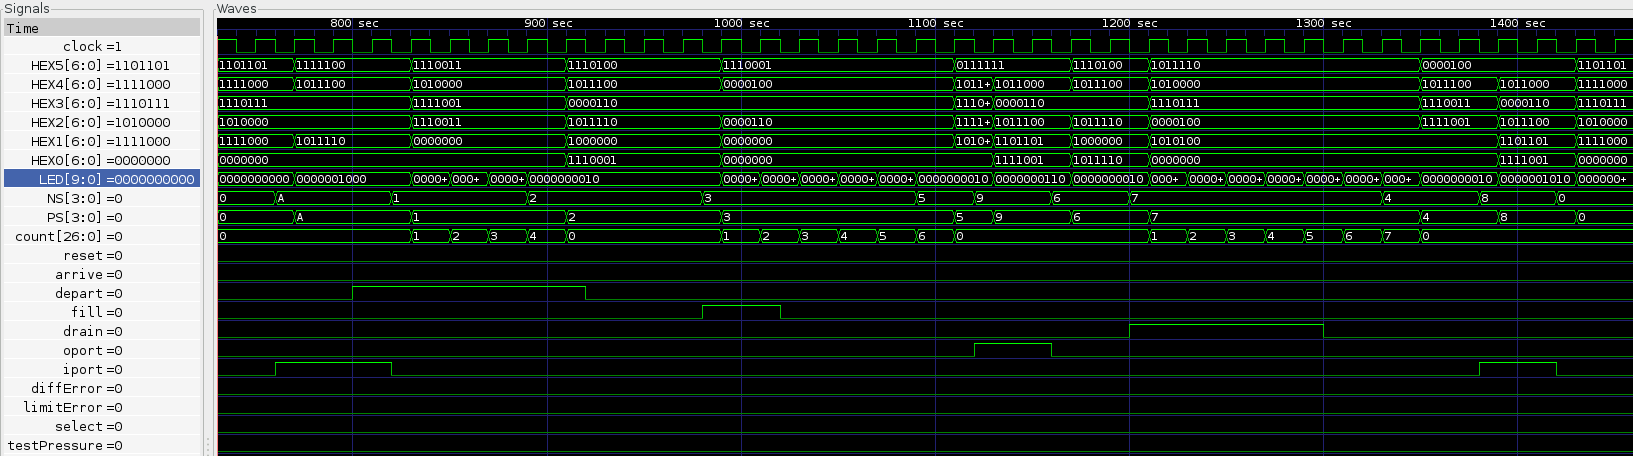 Signals Waves
Time 800 sec 900 sec 1000 sec 1100 sec 1200 sec 1300 sec 1400 sec
clock =1
HEX5[6:0] =1101101 1101101 1111100 1110011 1110100 1110001 0111111 1110100 1011110 0000100 1101101
HEX4[6:0] =1111000 1111000 1011100 1010000 1011100 0000100 1011+ 1011000 1011100 1010000 1011100 1011000 1111000
HEX3[6:0] =1110111 1110111 1111001 0000110 1110+ 0000110 1110111 1110011 0000110 1110111
HEX2[6:0] =1010000 1010000 1110011 1011110 0000110 1111+ 1011100 1011110 0000100 1111001 1011100 1010000
HEX1[6:0] =1111000 1111000 1011110 0000000 1000000 0000000 1010+ 1101101 1000000 1010100 1101101 1111000
HEX0[6:0] =0000000 0000000 1110001 0000000 1111001 1011110 0000000 1111001 0000000
LED[9:0] =0000000000 0000000000 0000001000 0000+ 000+ 0000+ 0000000010 0000+ 0000+ 0000+ 0000+ 0000+ 0000000010 0000000110 0000000010 000+ 0000+ 0000+ 0000+ 0000+ 0000+ 000+ 0000000010 0000001010 000000+
NS[3:0] =0 0 A 1 2 3 5 9 6 7 4 8 0
PS[3:0] =0 0 A 1 2 3 5 9 6 7 4 8 0
count[26:0] =0 0 1 2 3 4 0 1 2 3 4 5 6 0 1 2 3 4 5 6 7 0
reset =0
arrive =0
depart =0
fill =0
drain =0
oport =0
iport =0
diffError =0
limitError =0
select =0
testPressure =0